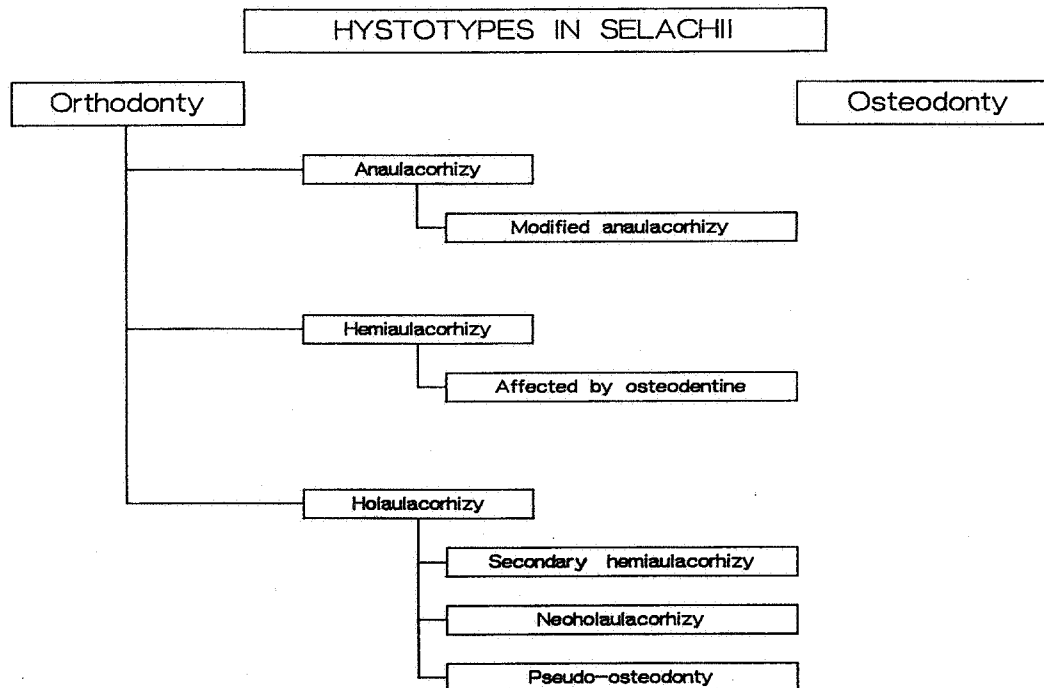 HYSTOTYPES IN SELACHII
Orthodonty
Osteodonty
Anaulacorhizy
Modified anaulacorhizy
Hemiaulacorhizy
Affected by osteodentine
Holaulacorhizy
Secondary hemiaulacorhizy
Neoholaulacorhizy
Pseudo-osteodonty